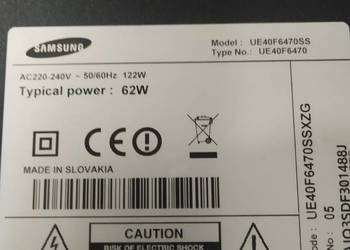 SAMSUNG
Model : UE40F6470SS
Type No.: UE40F6470
AC220-240V ~ 50/60Hz 122W
Typical power : 62W
MADE IN SLOVAKIA
CAUTION
RISK OF ELECTRIC SHOCK
UE40F6470SSXZG
05